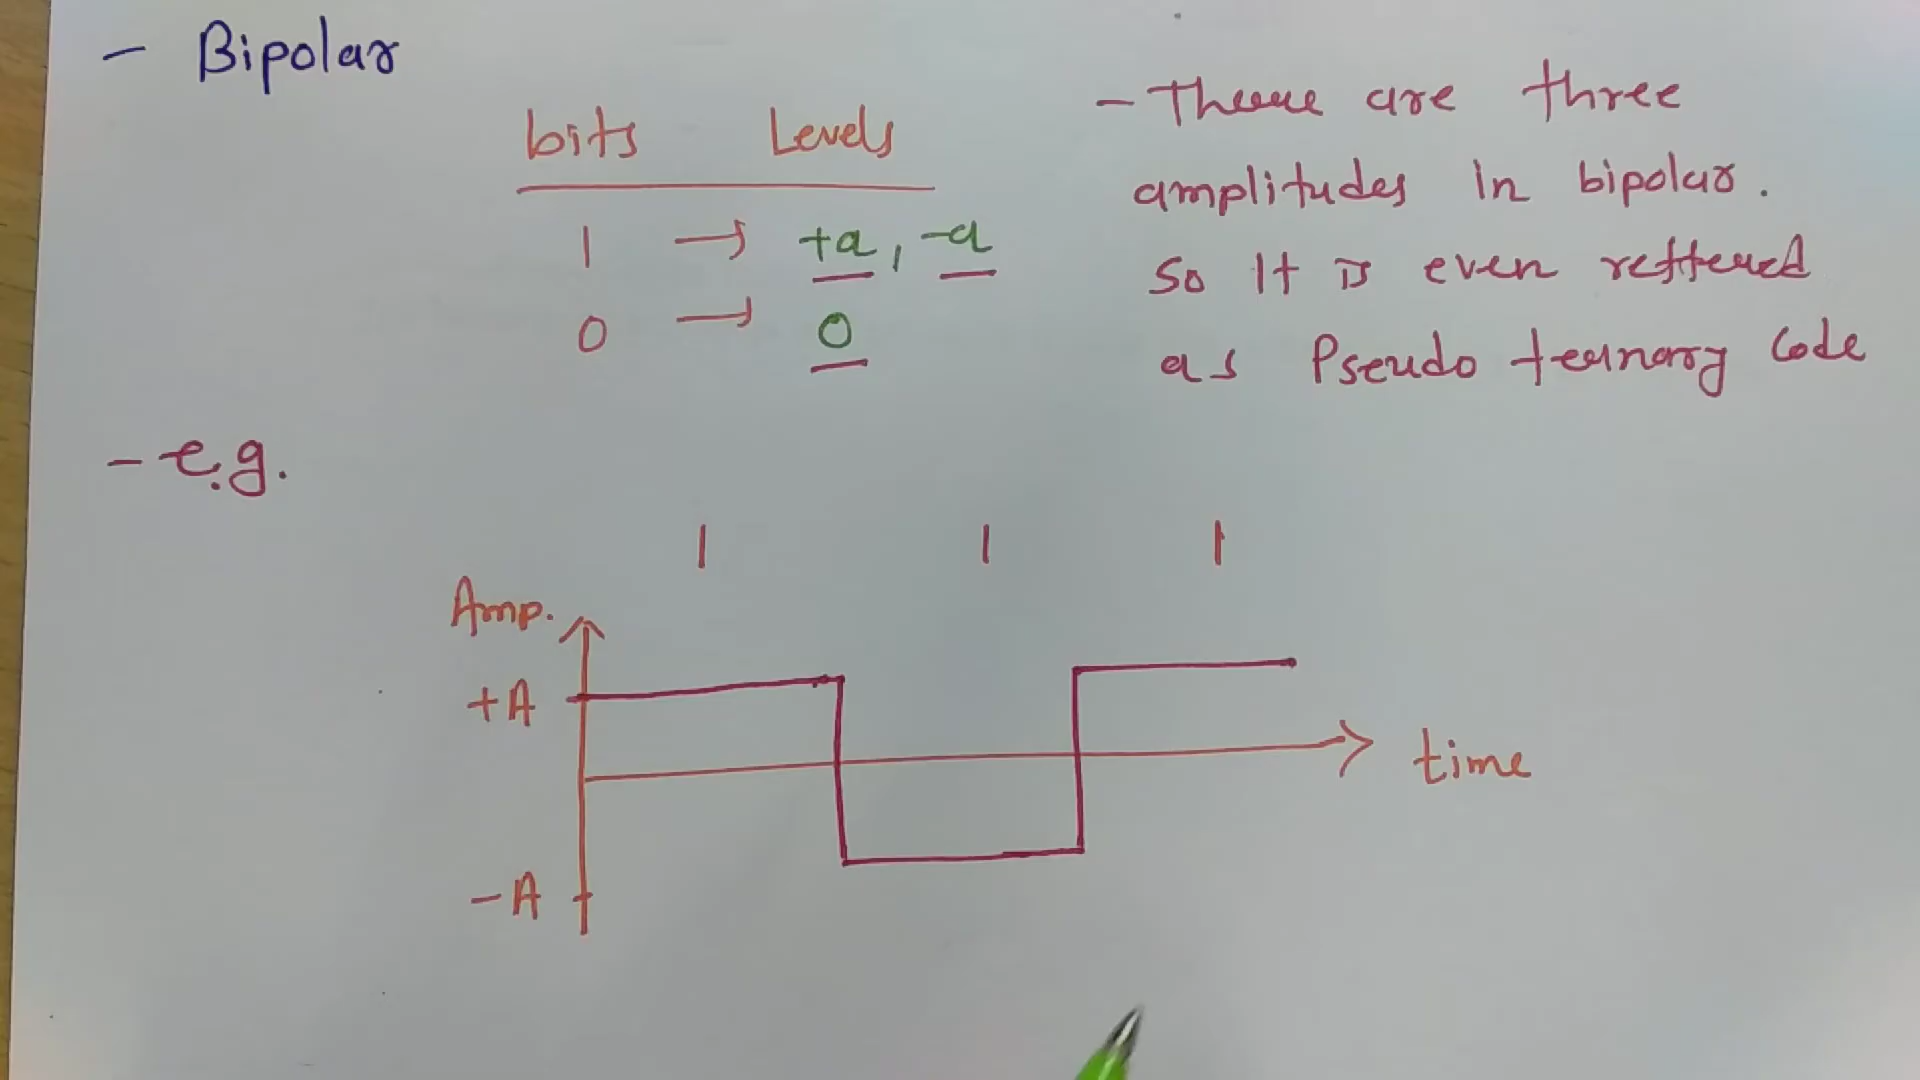 - Bipolar
bits Levels
1 → +a, -a
0 → 0
- There are three
amplitudes in bipolar.
So It is even reffered
as Pseudo ternary Code
- e.g.
1 1 1
Amp.
+A
time
-A